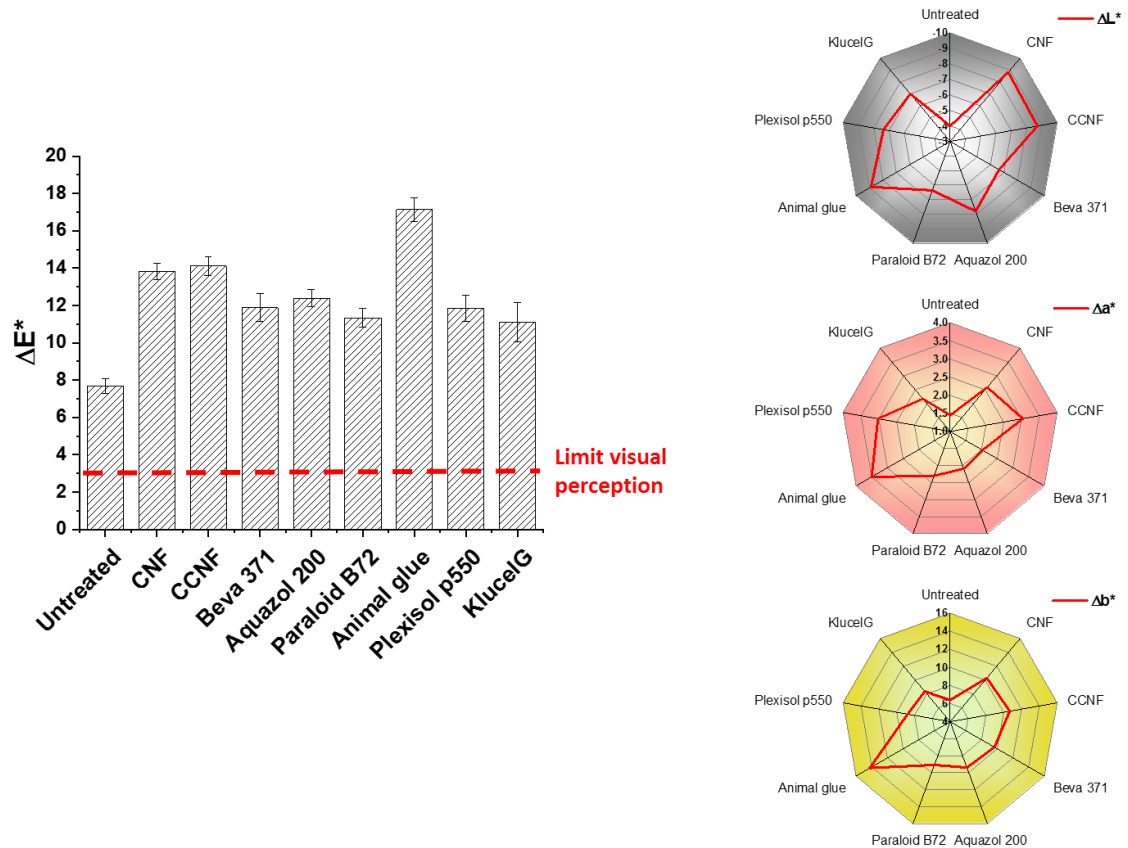 20
18
16
14
12
10
8
6
4
2
0
ΔE*
Limit visual
perception
Untreated
CNF
CCNF
Beva 371
Aquazol 200
Paraloid B72
Animal glue
Plexisol p550
KlucelG
ΔL*
Untreated
CNF
CCNF
Beva 371
Aquazol 200
Paraloid B72
Animal glue
Plexisol p550
KlucelG
-10
-9
-8
-7
-6
-5
-4
-3
Δa*
Untreated
CNF
CCNF
Beva 371
Aquazol 200
Paraloid B72
Animal glue
Plexisol p550
KlucelG
4.0
3.5
3.0
2.5
2.0
1.5
1.0
Δb*
Untreated
CNF
CCNF
Beva 371
Aquazol 200
Paraloid B72
Animal glue
Plexisol p550
KlucelG
16
14
12
10
8
6
4